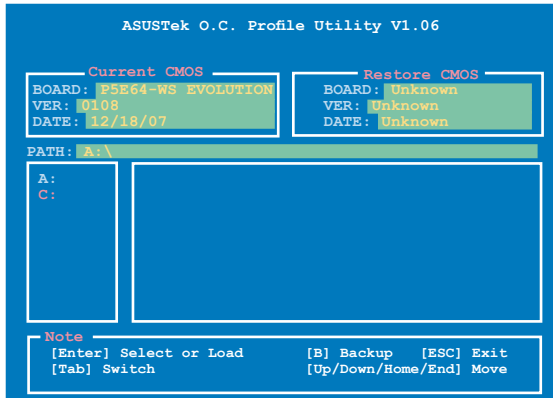 ASUSTek O.C. Profile Utility V1.06
Current CMOS
BOARD: P5E64-WS EVOLUTION
VER: 0108
DATE: 12/18/07
Restore CMOS
BOARD: Unknown
VER: Unknown
DATE: Unknown
PATH: A:\
A:
C:
Note
[Enter] Select or Load [B] Backup [ESC] Exit
[Tab] Switch [Up/Down/Home/End] Move